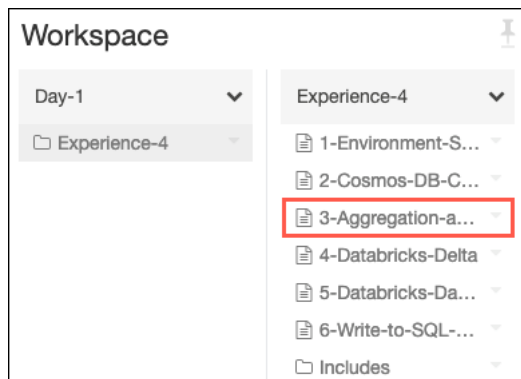 Workspace
Day-1
Experience-4
Experience-4
1-Environment-S...
2-Cosmos-DB-C...
3-Aggregation-a...
4-Databricks-Delta
5-Databricks-Da...
6-Write-to-SQL-...
Includes